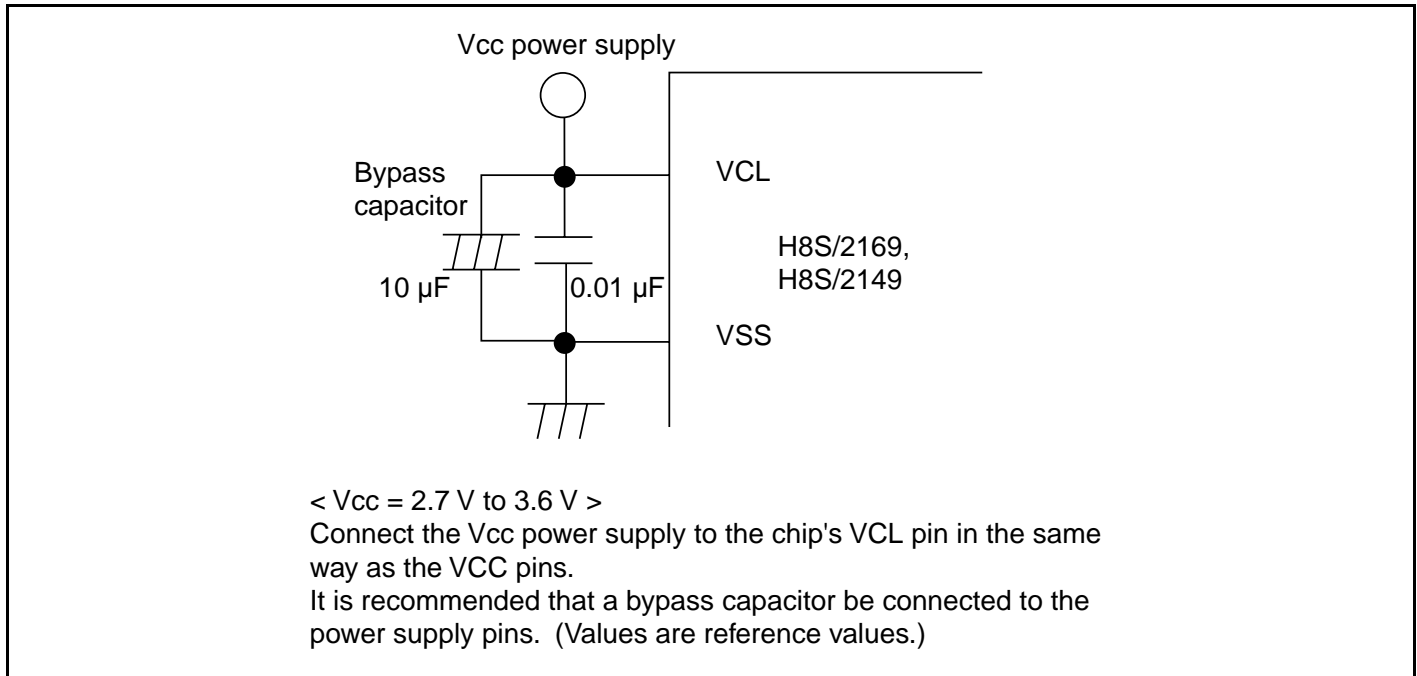 Vcc power supply
Bypass
capacitor
VCL
H8S/2169,
H8S/2149
10 µF
0.01 µF
VSS
< Vcc = 2.7 V to 3.6 V >
Connect the Vcc power supply to the chip's VCL pin in the same
way as the VCC pins.
It is recommended that a bypass capacitor be connected to the
power supply pins.  (Values are reference values.)